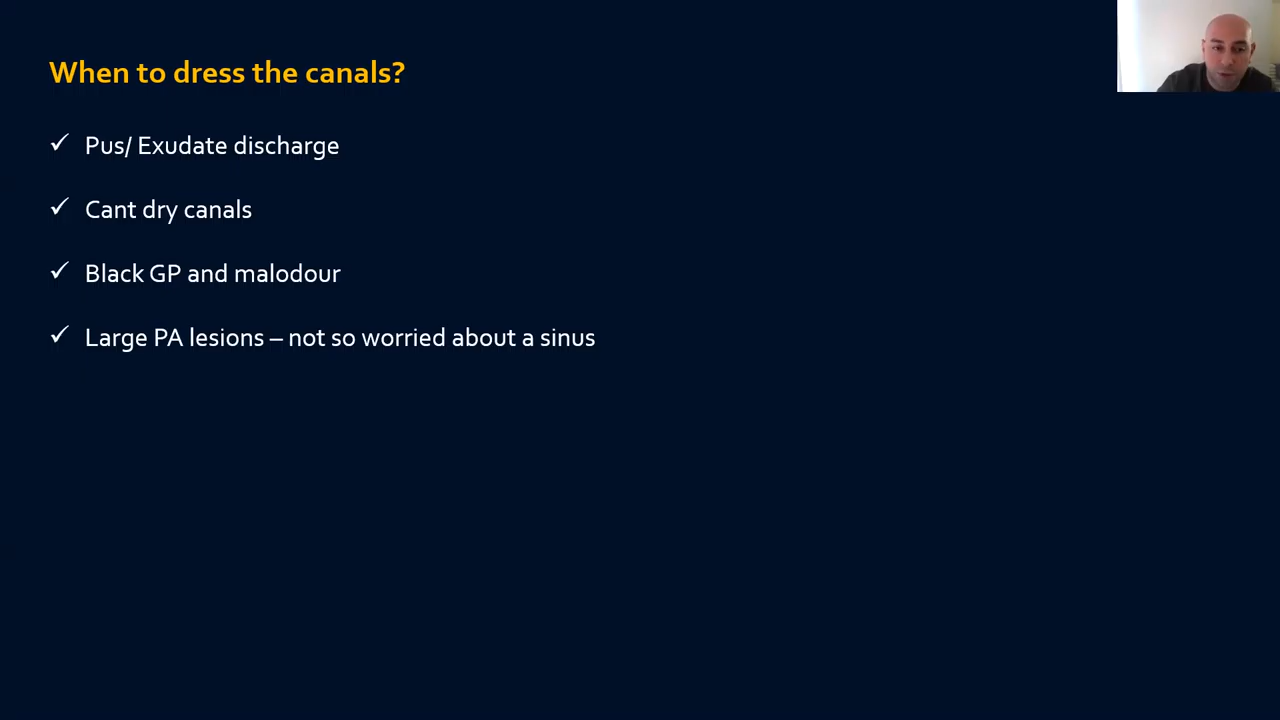 When to dress the canals?
✓ Pus/ Exudate discharge
✓ Cant dry canals
✓ Black GP and malodour
✓ Large PA lesions – not so worried about a sinus